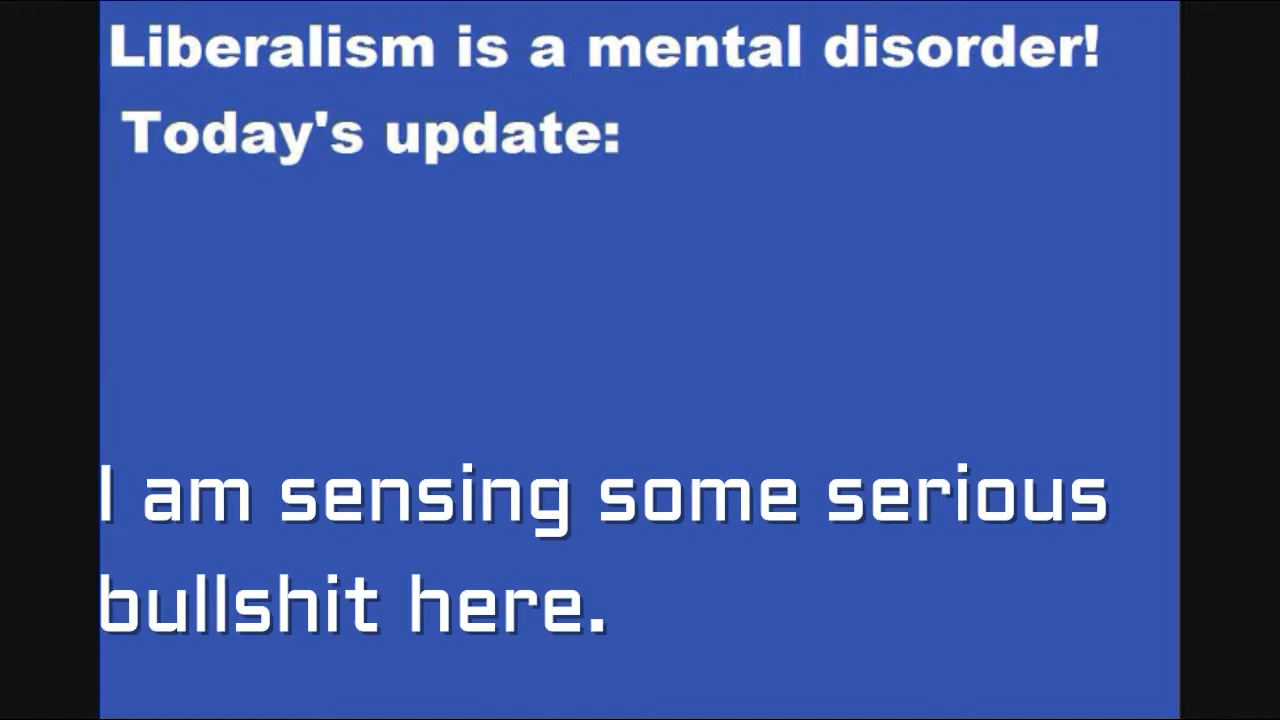 Liberalism is a mental disorder!
Today's update:
I am sensing some serious
bullshit here.